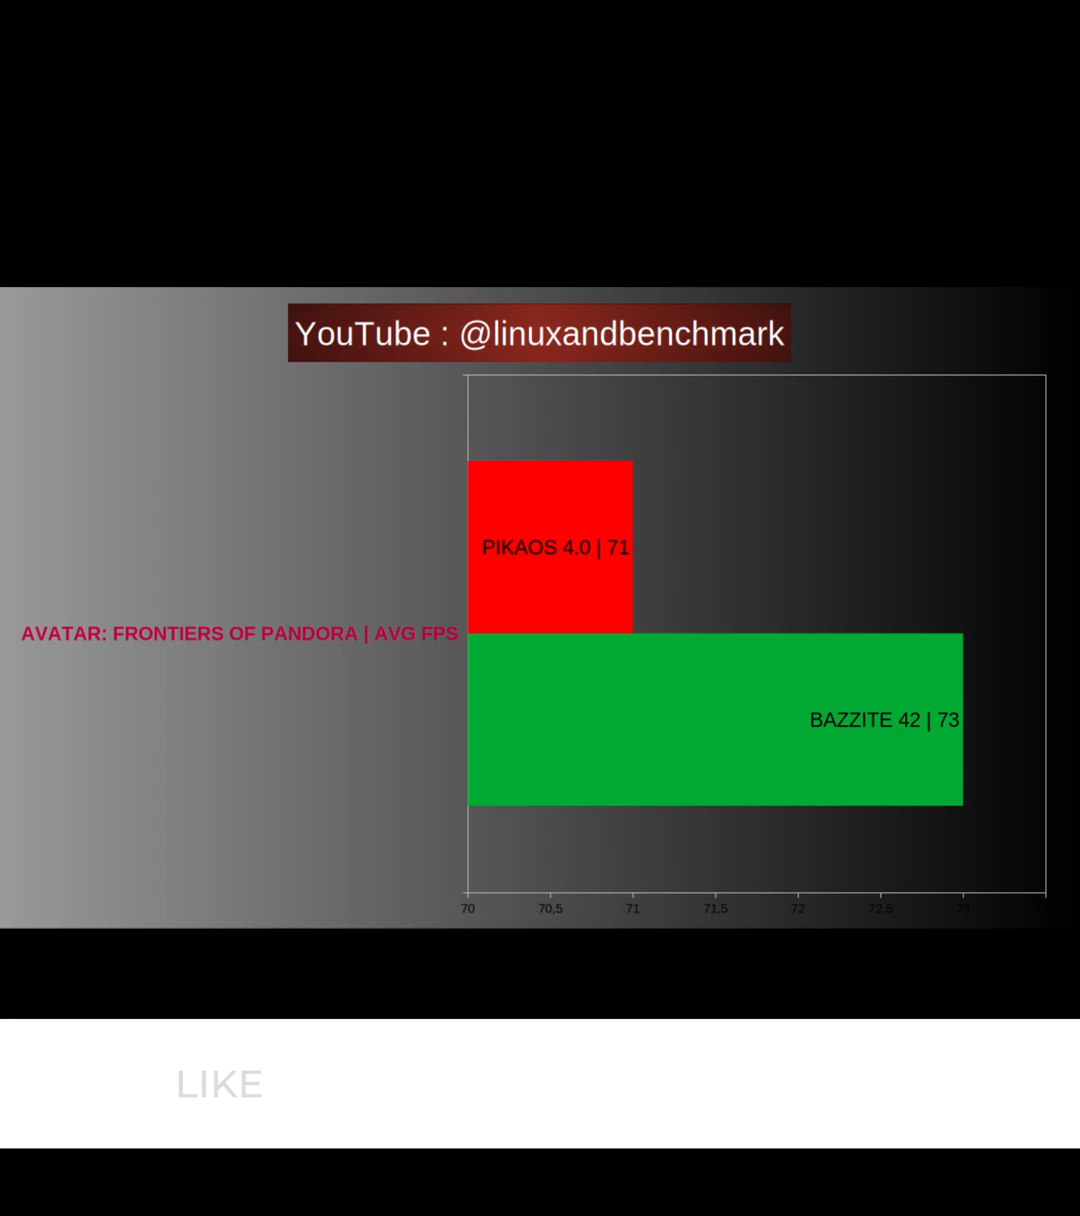 YouTube : @linuxandbenchmark
PIKAOS 4.0 | 71
AVATAR: FRONTIERS OF PANDORA | AVG FPS
BAZZITE 42 | 73
70 70,5 71 71,5 72 72,5 73
LIKE